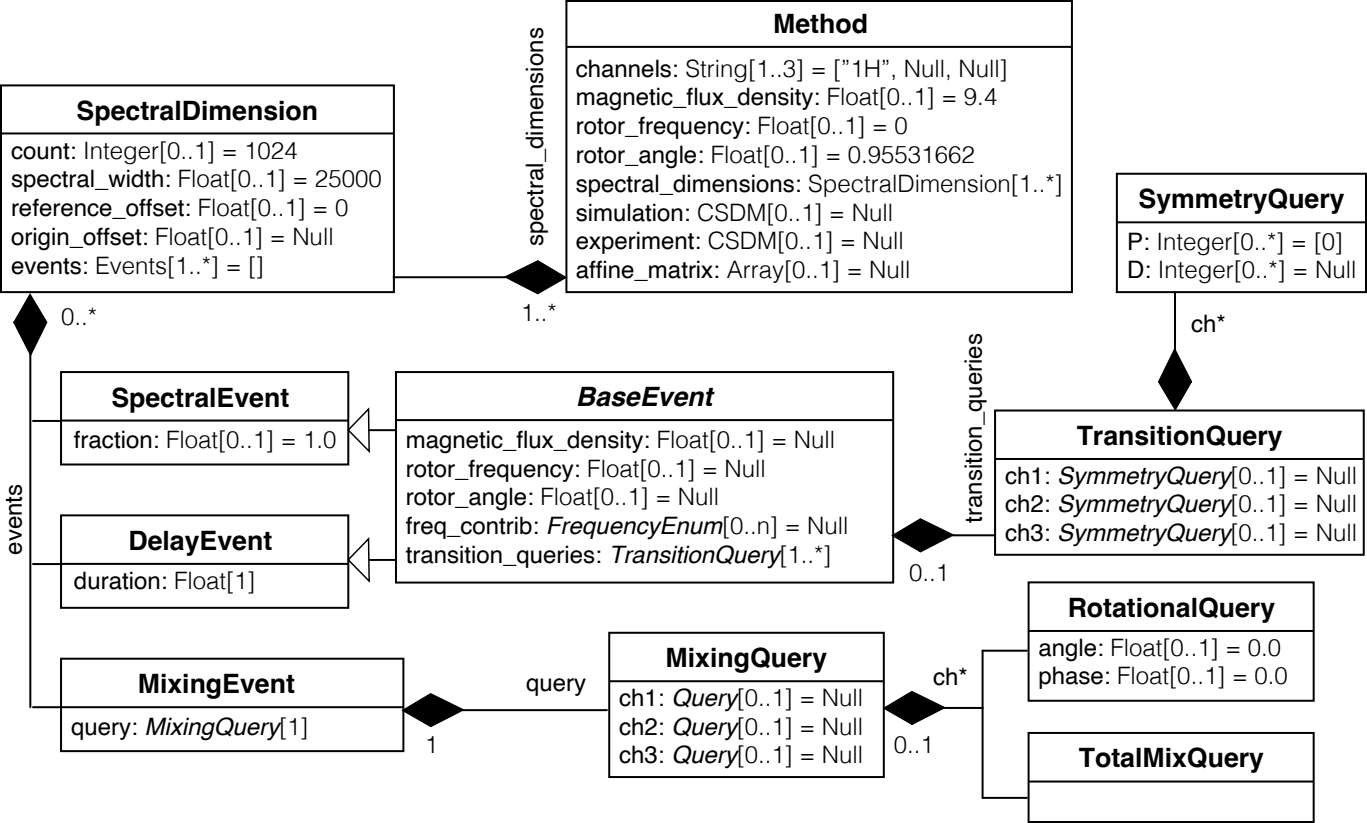 Method
channels: String[1..3] = ["1H", Null, Null]
magnetic_flux_density: Float[0..1] = 9.4
rotor_frequency: Float[0..1] = 0
rotor_angle: Float[0..1] = 0.95531662
spectral_dimensions: SpectralDimension[1..*]
simulation: CSDM[0..1] = Null
experiment: CSDM[0..1] = Null
affine_matrix: Array[0..1] = Null
spectral_dimensions
1..*
SpectralDimension
count: Integer[0..1] = 1024
spectral_width: Float[0..1] = 25000
reference_offset: Float[0..1] = 0
origin_offset: Float[0..1] = Null
events: Events[1..*] = []
0..*
events
SymmetryQuery
P: Integer[0..*] = [0]
D: Integer[0..*] = Null
ch*
SpectralEvent
fraction: Float[0..1] = 1.0
BaseEvent
magnetic_flux_density: Float[0..1] = Null
rotor_frequency: Float[0..1] = Null
rotor_angle: Float[0..1] = Null
freq_contrib: FrequencyEnum[0..n] = Null
transition_queries: TransitionQuery[1..*]
transition_queries
0..1
TransitionQuery
ch1: SymmetryQuery[0..1] = Null
ch2: SymmetryQuery[0..1] = Null
ch3: SymmetryQuery[0..1] = Null
DelayEvent
duration: Float[1]
MixingEvent
query: MixingQuery[1]
1
query
MixingQuery
ch1: Query[0..1] = Null
ch2: Query[0..1] = Null
ch3: Query[0..1] = Null
ch*
0..1
RotationalQuery
angle: Float[0..1] = 0.0
phase: Float[0..1] = 0.0
TotalMixQuery